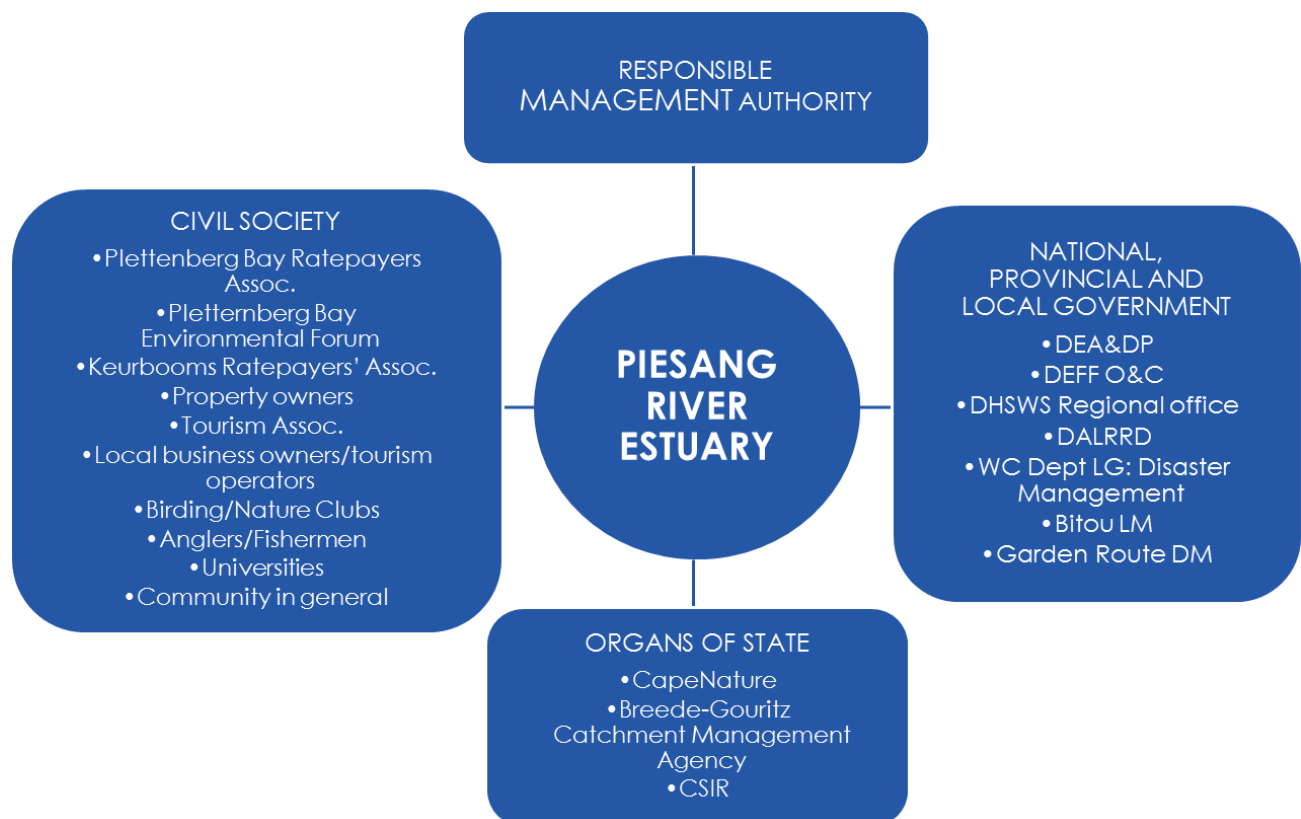 RESPONSIBLE
MANAGEMENT AUTHORITY
CIVIL SOCIETY
•Plettenberg Bay Ratepayers
Assoc.
•Pletternberg Bay
Environmental Forum
•Keurbooms Ratepayers’ Assoc.
•Property owners
•Tourism Assoc.
•Local business owners/tourism
operators
•Birding/Nature Clubs
•Anglers/Fishermen
•Universities
•Community in general
PIESANG
RIVER
ESTUARY
NATIONAL,
PROVINCIAL AND
LOCAL GOVERNMENT
•DEA&DP
•DEFF O&C
•DHSWS Regional office
•DALRRD
•WC Dept LG: Disaster
Management
•Bitou LM
•Garden Route DM
ORGANS OF STATE
•CapeNature
•Breede-Gouritz
Catchment Management
Agency
•CSIR